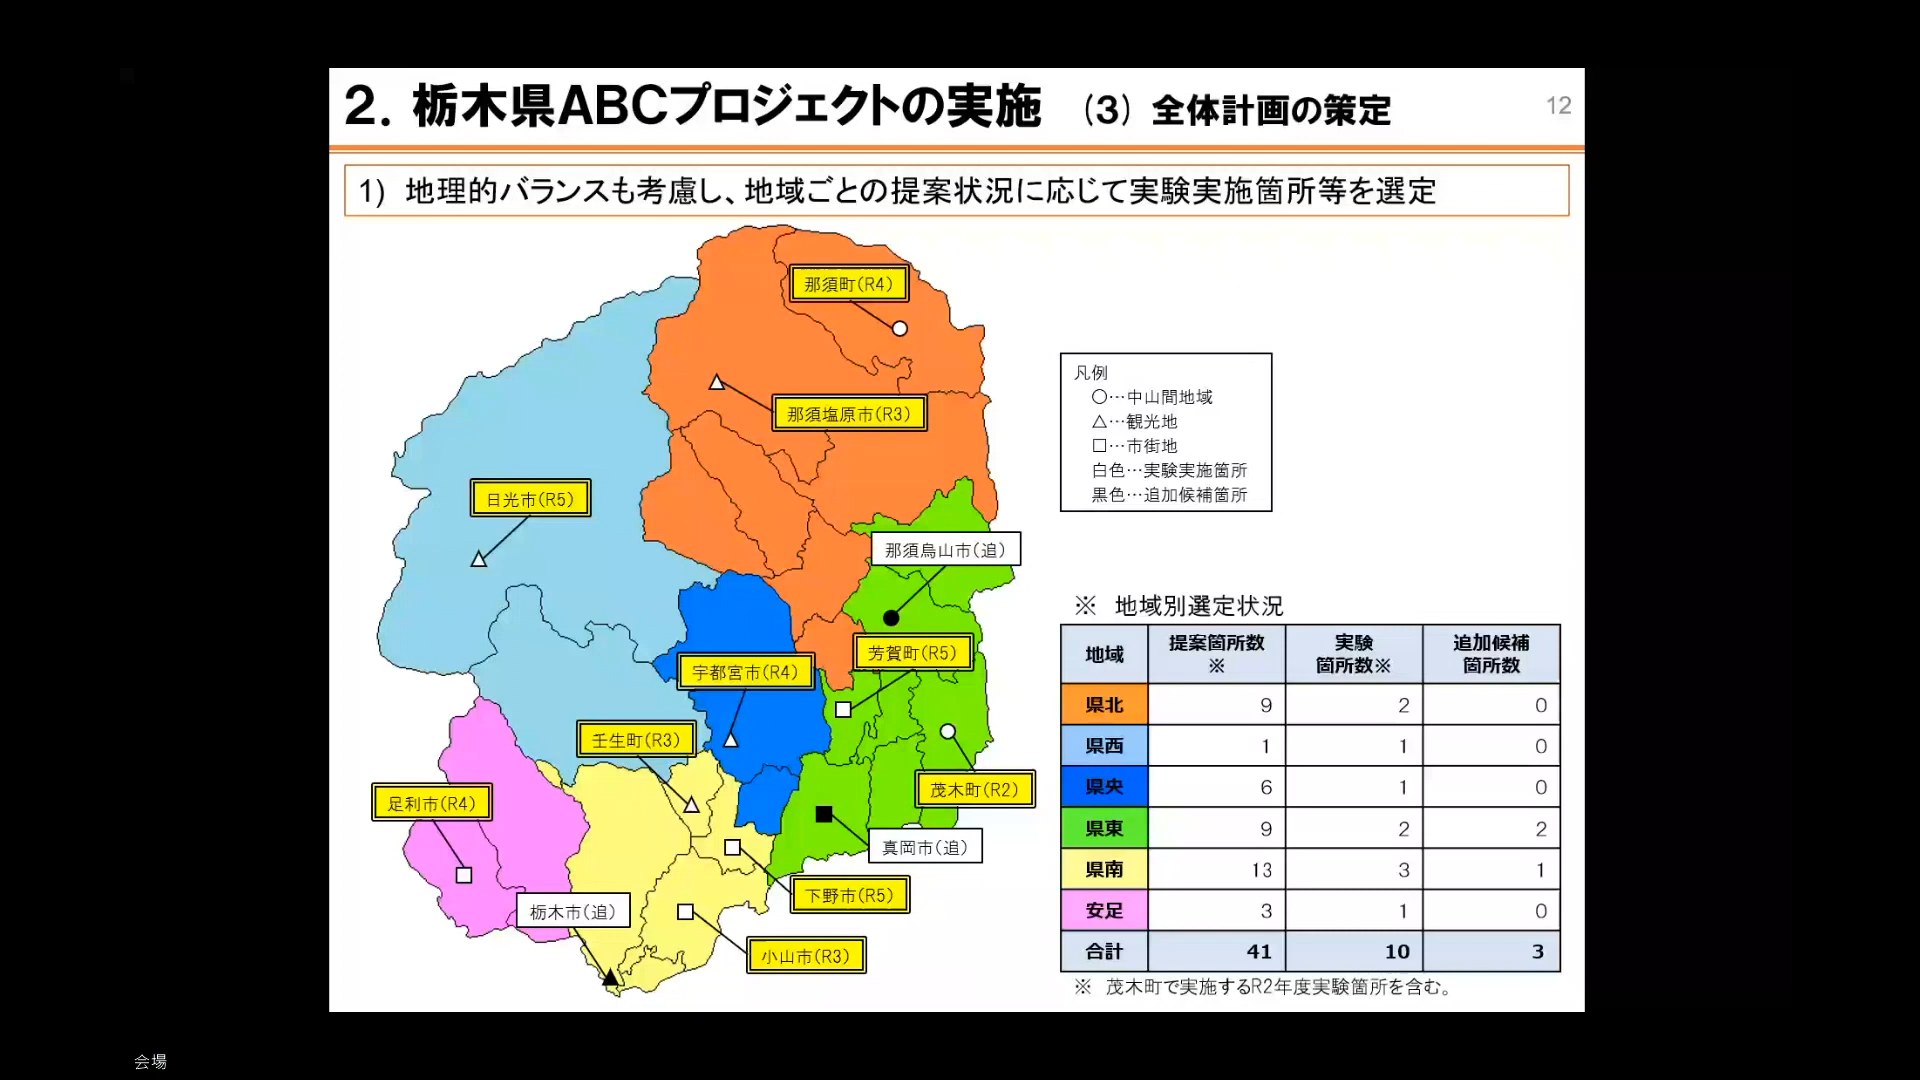 2. 栃木県ABCプロジェクトの実施 (3) 全体計画の策定
12
1) 地理的バランスも考慮し、地域ごとの提案状況に応じて実験実施箇所等を選定
那須町(R4)
那須塩原市(R3)
日光市(R5)
那須烏山市(追)
芳賀町(R5)
宇都宮市(R4)
壬生町(R3)
茂木町(R2)
足利市(R4)
真岡市(追)
下野市(R5)
栃木市(追)
小山市(R3)
凡例
○…中山間地域
△…観光地
□…市街地
白色…実験実施箇所
黒色…追加候補箇所
※ 地域別選定状況
地域 提案箇所数※ 実験箇所数※ 追加候補箇所数
県北 9 2 0
県西 1 1 0
県央 6 1 0
県東 9 2 2
県南 13 3 1
安足 3 1 0
合計 41 10 3
※ 茂木町で実施するR2年度実験箇所を含む。
会場